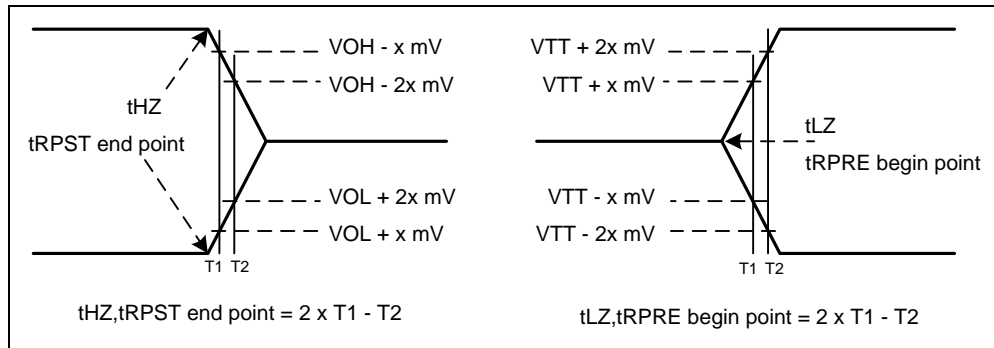 VOH - x mV
VOH - 2x mV
tHZ
tRPST end point
VOL + 2x mV
VOL + x mV
T1 T2
tHZ,tRPST end point = 2 x T1 - T2
VTT + 2x mV
VTT + x mV
tLZ
tRPRE begin point
VTT - x mV
VTT - 2x mV
T1 T2
tLZ,tRPRE begin point = 2 x T1 - T2